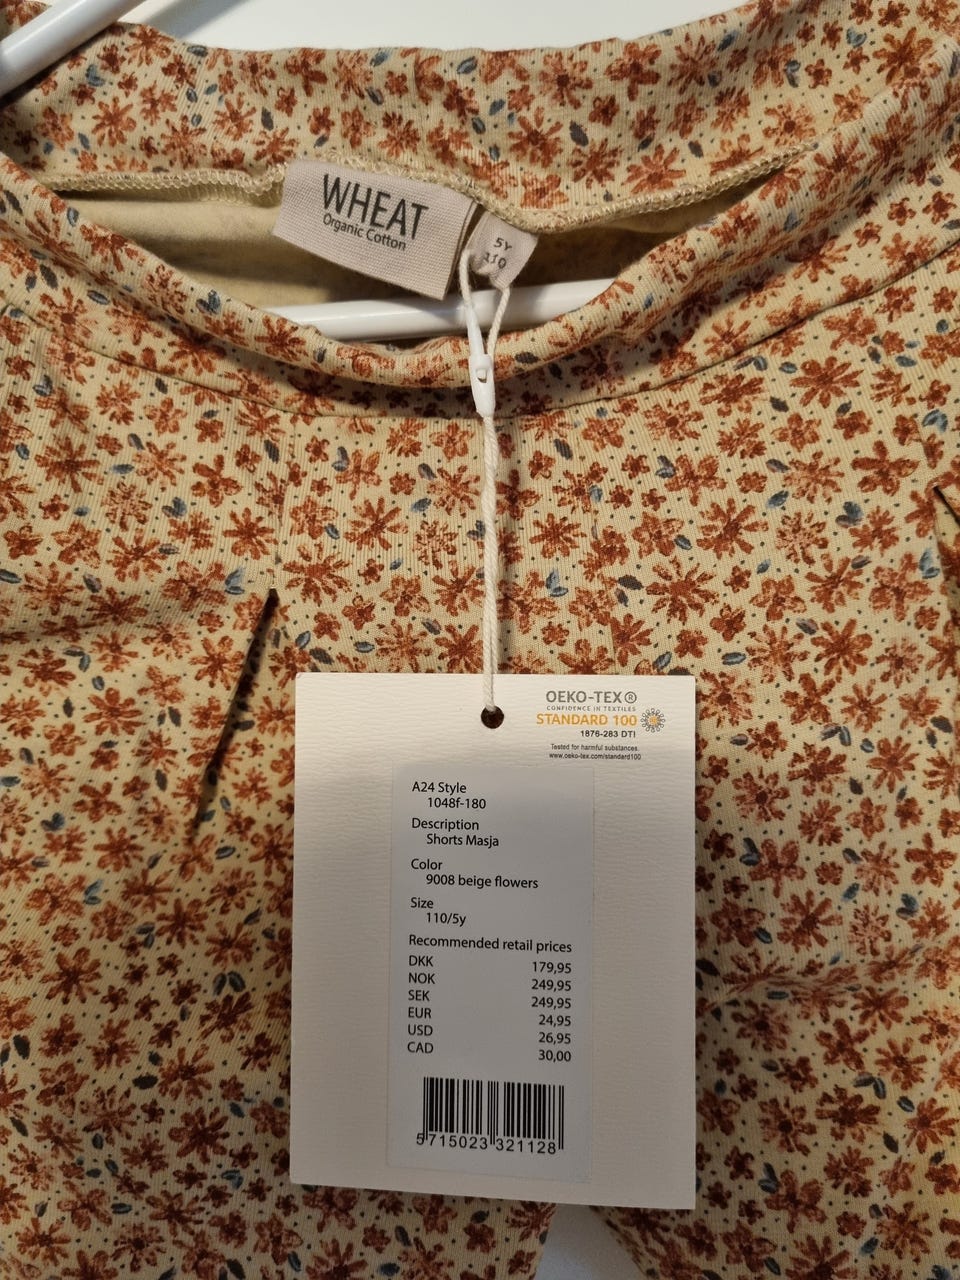 WHEAT
Organic Cotton
5Y
110
OEKO-TEX®
CONFIDENCE IN TEXTILES
STANDARD 100
1876-283 DTI
Tested for harmful substances.
www.oeko-tex.com/standard100
A24 Style
1048f-180
Description
Shorts Masja
Color
9008 beige flowers
Size
110/5y
Recommended retail prices
DKK 179,95
NOK 249,95
SEK 249,95
EUR 24,95
USD 26,95
CAD 30,00
5 715023 321128